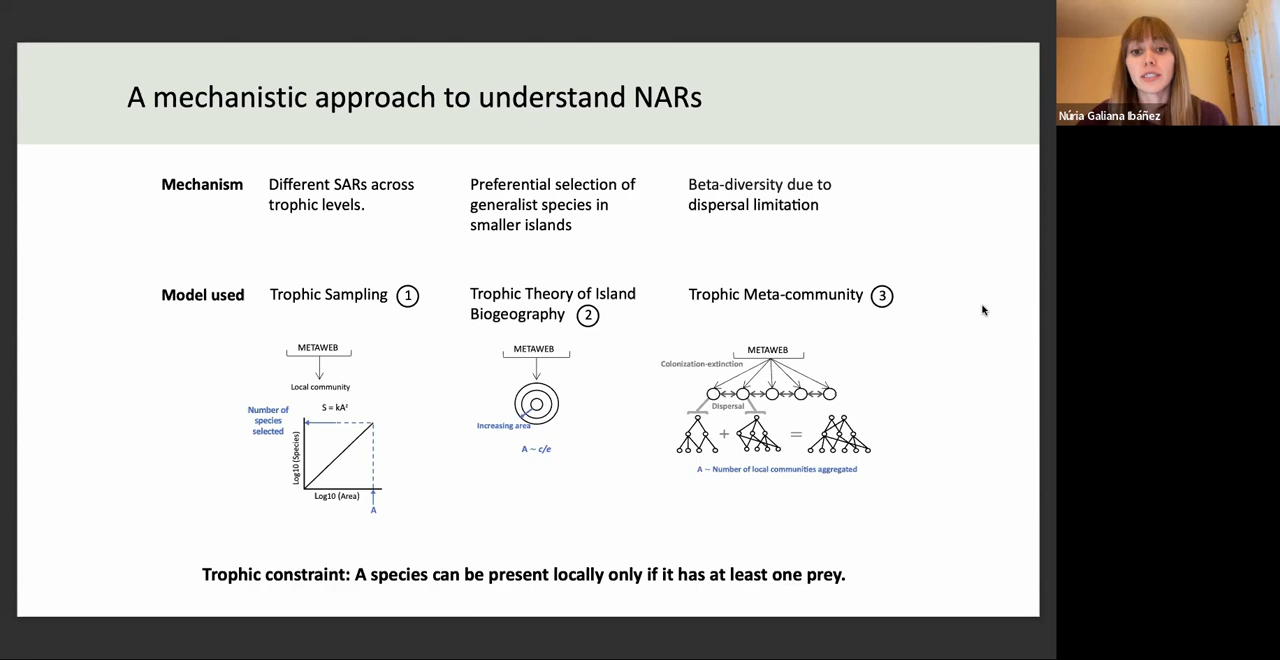 A mechanistic approach to understand NARs
Núria Galiana Ibáñez
Mechanism
Different SARs across
trophic levels.
Preferential selection of
generalist species in
smaller islands
Beta-diversity due to
dispersal limitation
Model used
Trophic Sampling 1
Trophic Theory of Island
Biogeography 2
Trophic Meta-community 3
METAWEB
Local community
Number of
species
selected
S = kAᶻ
Log10 (Species)
Log10 (Area)
A
METAWEB
Increasing area
A ~ c/e
METAWEB
Colonization-extinction
Dispersal
+
=
A ~ Number of local communities aggregated
Trophic constraint: A species can be present locally only if it has at least one prey.